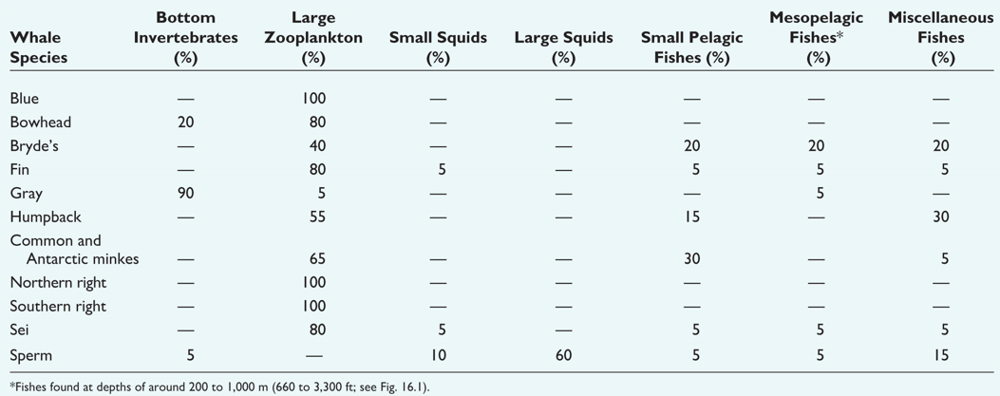 Whale Species | Bottom Invertebrates (%) | Large Zooplankton (%) | Small Squids (%) | Large Squids (%) | Small Pelagic Fishes (%) | Mesopelagic Fishes* (%) | Miscellaneous Fishes (%)
Blue — 100 — — — — —
Bowhead 20 80 — — — — —
Bryde's — 40 — — 20 20 20
Fin — 80 5 — 5 5 5
Gray 90 5 — — — 5 —
Humpback — 55 — — 15 — 30
Common and
Antarctic minkes — 65 — — 30 — 5
Northern right — 100 — — — — —
Southern right — 100 — — — — —
Sei — 80 5 — 5 5 5
Sperm 5 — 10 60 5 5 15
*Fishes found at depths of around 200 to 1,000 m (660 to 3,300 ft; see Fig. 16.1).